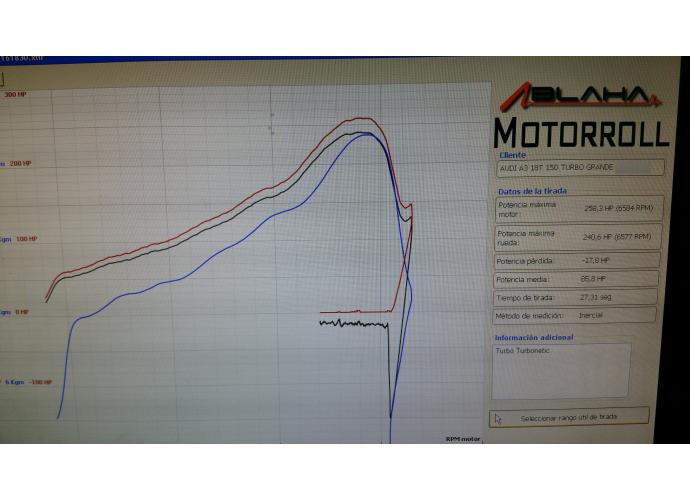 161830.xml
300 HP
200 HP
Kgm 100 HP
Kgm 0 HP
6 Kgm -100 HP
RPM motor
BLAHA
MOTORROLL
Cliente
AUDI A3 18T 150 TURBO GRANDE
Datos de la tirada
Potencia máxima motor: 258,3 HP (6584 RPM)
Potencia máxima rueda: 240,6 HP (6577 RPM)
Potencia pérdida: -17,8 HP
Potencia media: 85,8 HP
Tiempo de tirada: 27,31 seg
Método de medición: Inercial
Información adicional
Turbo Turbonetic
Seleccionar rango útil de tirada